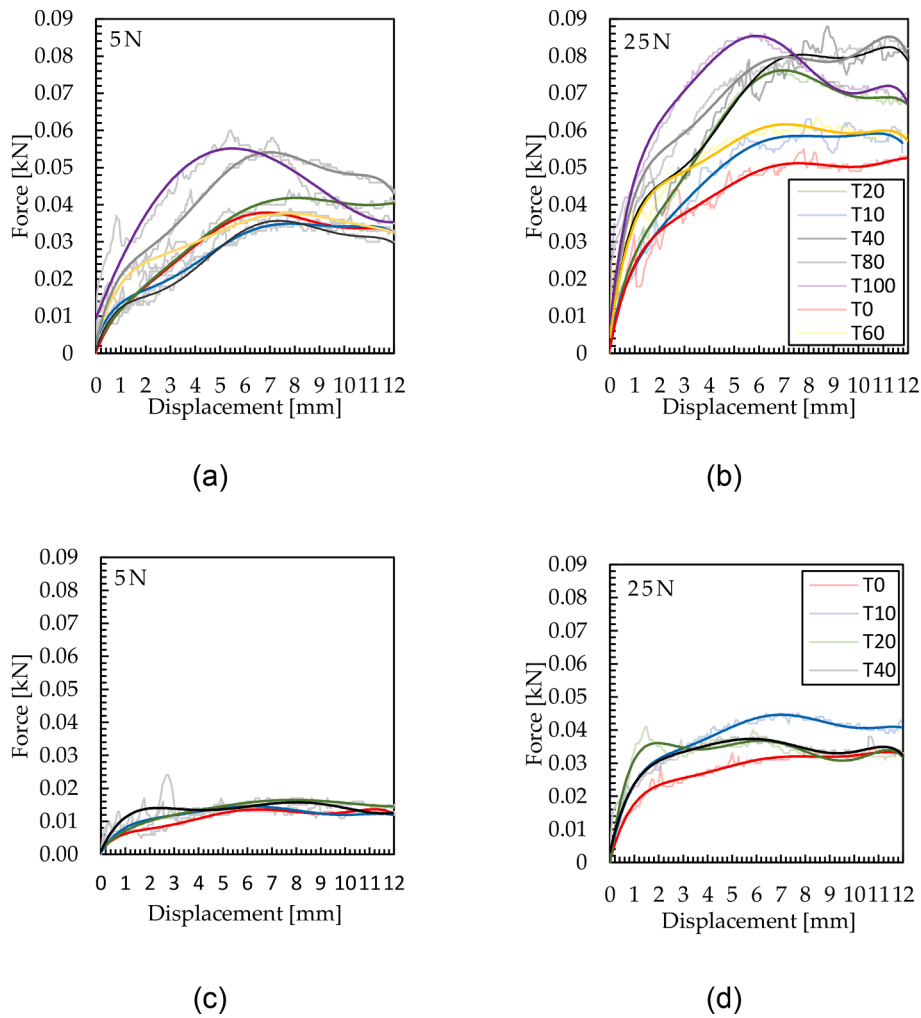 5N
Force [kN]
0.09
0.08
0.07
0.06
0.05
0.04
0.03
0.02
0.01
0
0 1 2 3 4 5 6 7 8 9 10 11 12
Displacement [mm]
(a)
25N
Force [kN]
0.09
0.08
0.07
0.06
0.05
0.04
0.03
0.02
0.01
0
0 1 2 3 4 5 6 7 8 9 10 11 12
Displacement [mm]
T20
T10
T40
T80
T100
T0
T60
(b)
5N
Force [kN]
0.09
0.08
0.07
0.06
0.05
0.04
0.03
0.02
0.01
0.00
0 1 2 3 4 5 6 7 8 9 10 11 12
Displacement [mm]
(c)
25N
Force [kN]
0.09
0.08
0.07
0.06
0.05
0.04
0.03
0.02
0.01
0
0 1 2 3 4 5 6 7 8 9 10 11 12
Displacement [mm]
T0
T10
T20
T40
(d)